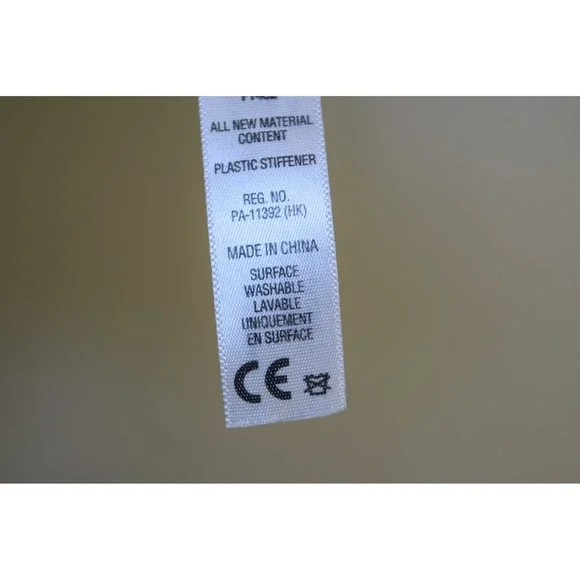 ALL NEW MATERIAL
CONTENT
PLASTIC STIFFENER
REG. NO.
PA-11392 (HK)
MADE IN CHINA
SURFACE
WASHABLE
LAVABLE
UNIQUEMENT
EN SURFACE
CE